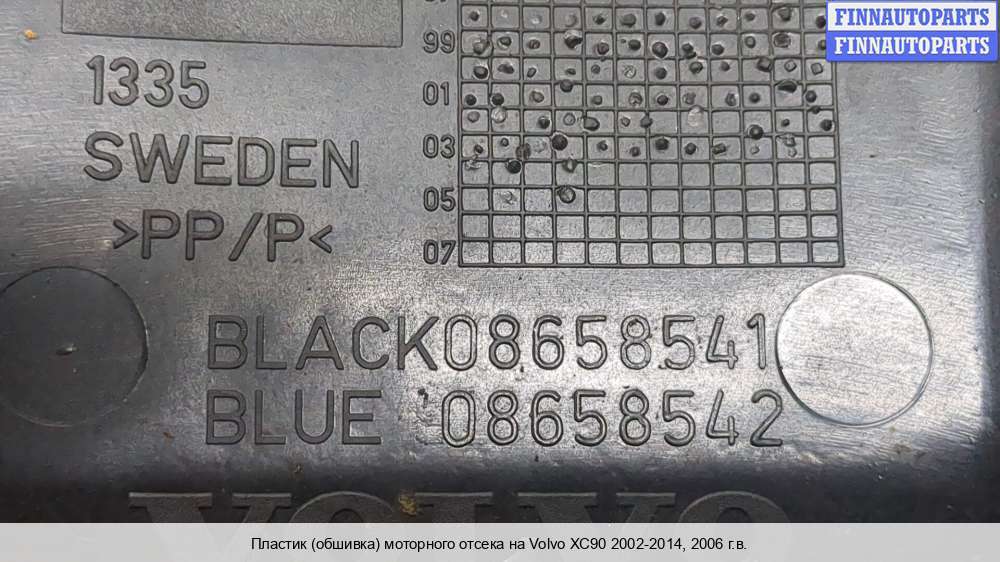 FINNAUTOPARTS
FINNAUTOPARTS
99
1335
01
SWEDEN
03
05
>PP/P<
07
BLACK08658541
BLUE 08658542
VOLVO
Пластик (обшивка) моторного отсека на Volvo XC90 2002-2014, 2006 г.в.